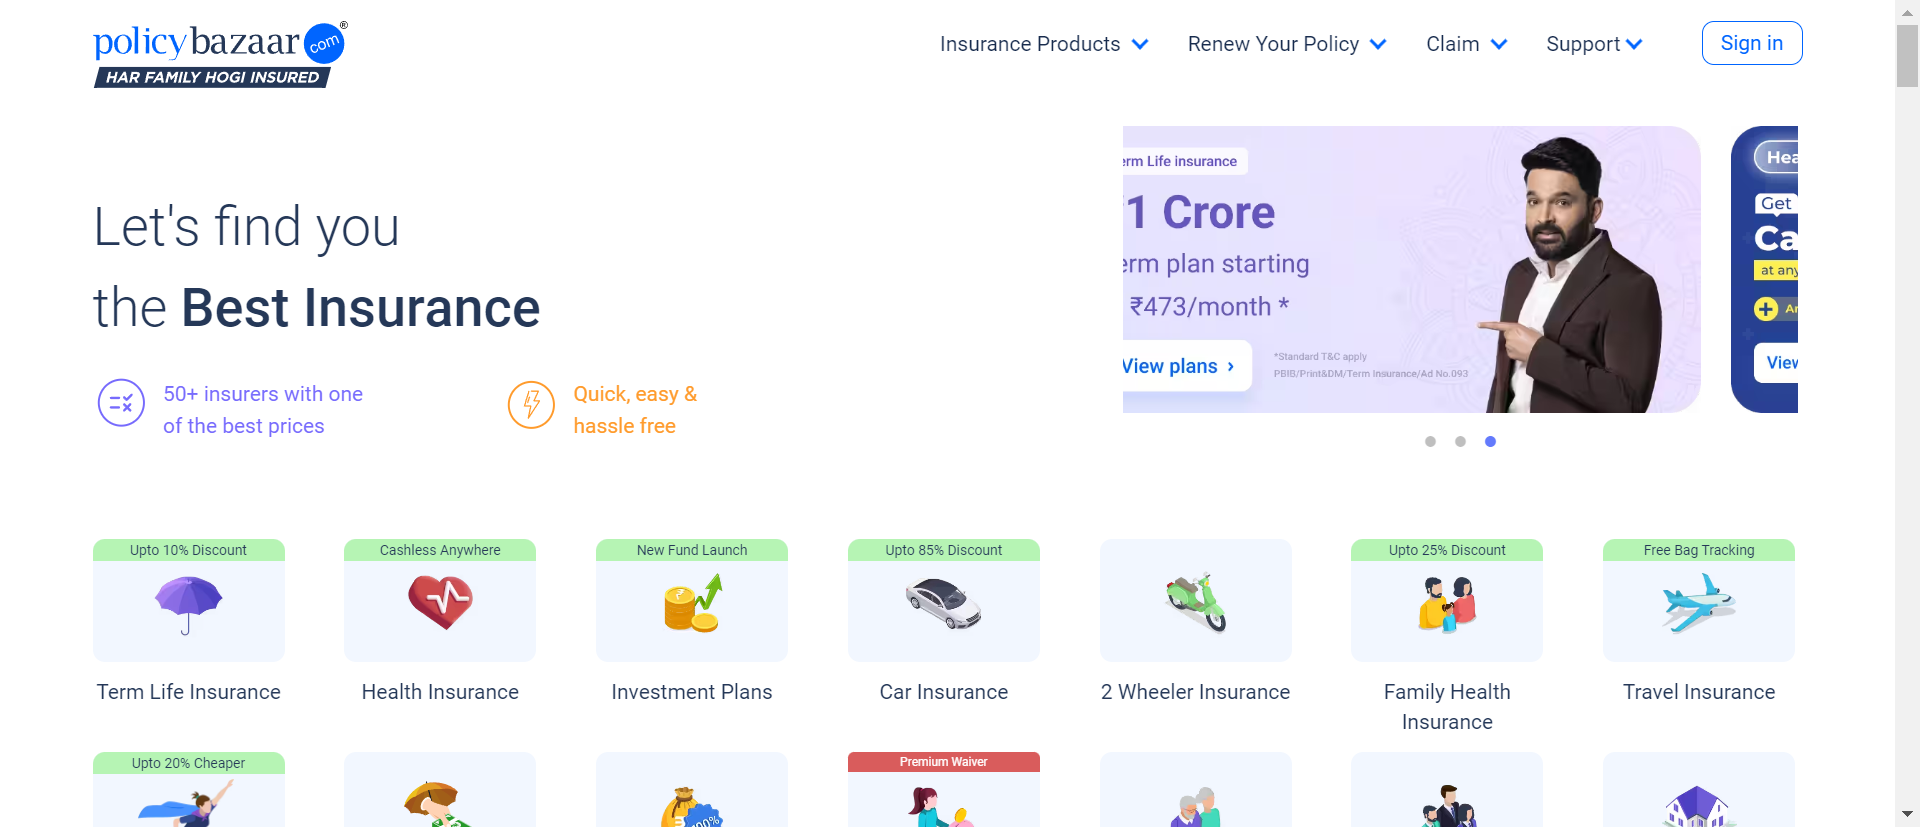 policybazaar com ®
HAR FAMILY HOGI INSURED
Insurance Products
Renew Your Policy
Claim
Support
Sign in
Let's find you
the Best Insurance
50+ insurers with one
of the best prices
Quick, easy &
hassle free
erm Life insurance
₹1 Crore
erm plan starting
₹473/month *
View plans ›
*Standard T&C apply
PBIB/Print&DM/Term Insurance/Ad No.093
Hea
Get
Ca
at any
View
Upto 10% Discount
Cashless Anywhere
New Fund Launch
Upto 85% Discount
Upto 25% Discount
Free Bag Tracking
Term Life Insurance
Health Insurance
Investment Plans
Car Insurance
2 Wheeler Insurance
Family Health
Insurance
Travel Insurance
Upto 20% Cheaper
Premium Waiver
100%